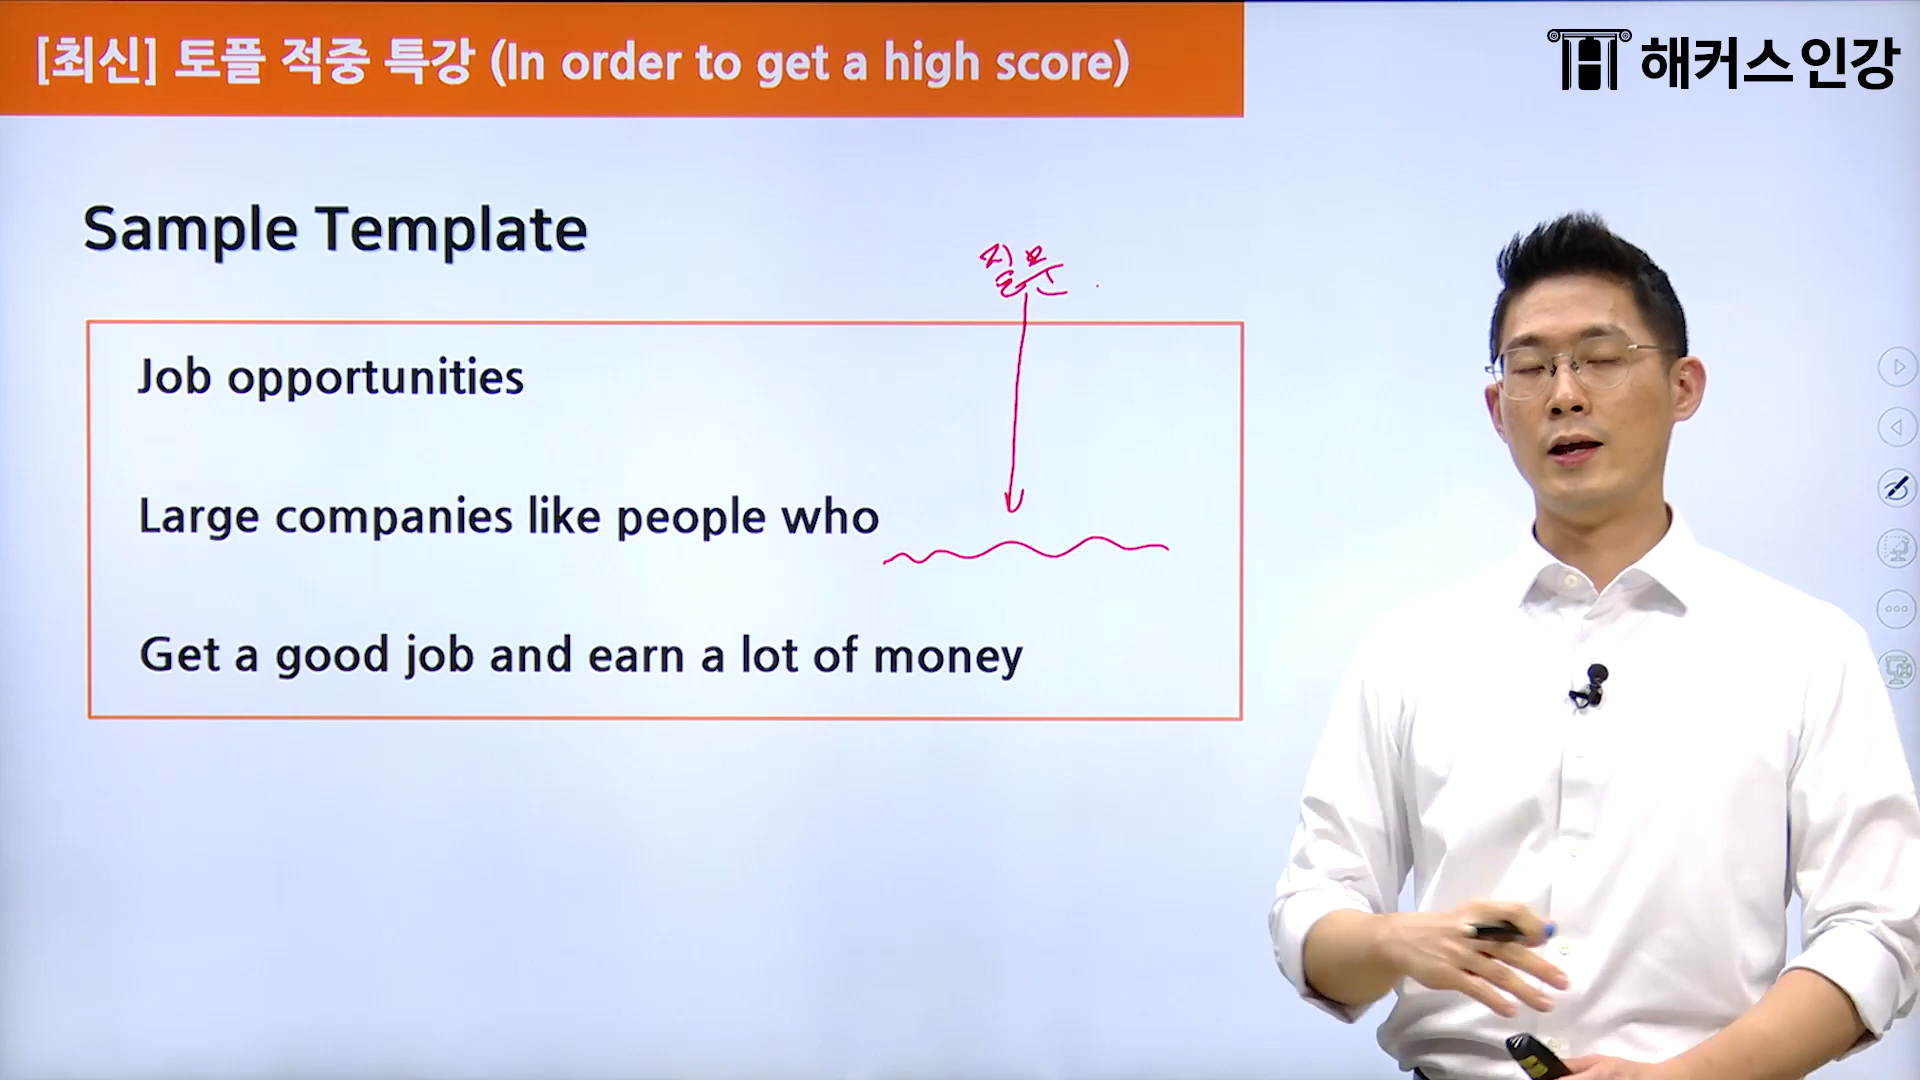 [최신] 토플 적중 특강 (In order to get a high score)
해커스인강
Sample Template
질문
Job opportunities
Large companies like people who
Get a good job and earn a lot of money